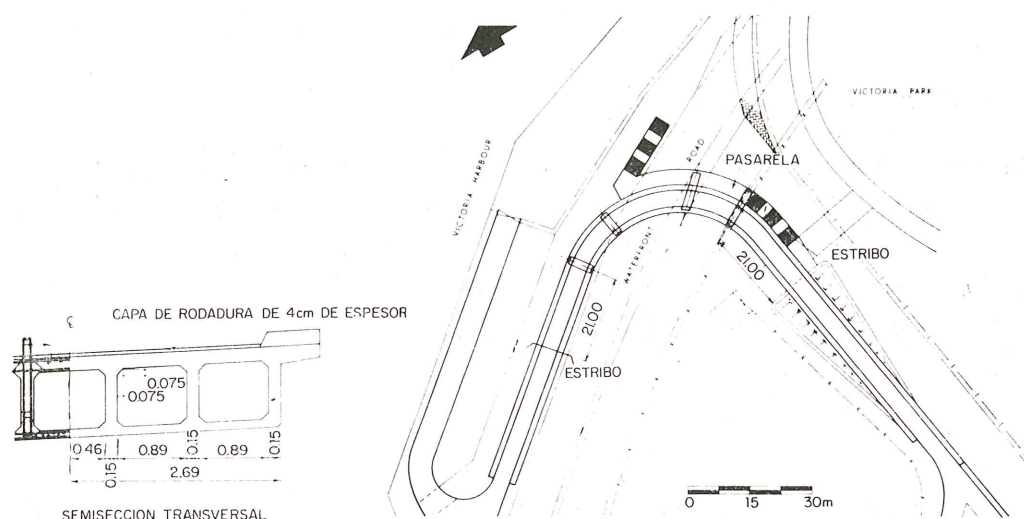 VICTORIA PARK
VICTORIA HARBOUR
ROAD
PASARELA
WATERFRONT
ESTRIBO
21.00
21.00
ESTRIBO
0 15 30m
CAPA DE RODADURA DE 4cm DE ESPESOR
0.075
0.075
0.46 0.15 0.89 0.15 0.89 0.15
2.69
SEMISECCION TRANSVERSAL